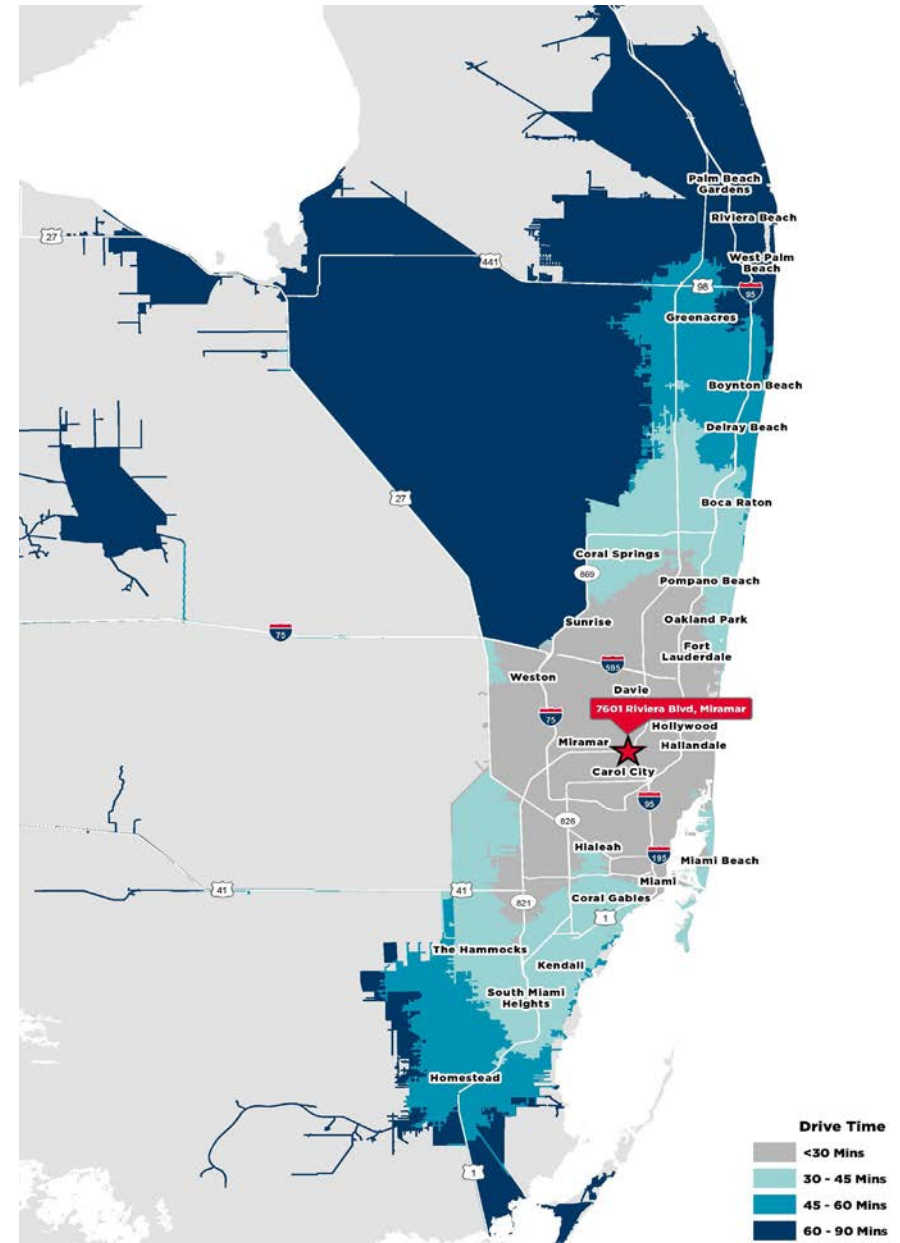 Palm Beach
Gardens
Riviera Beach
27
441
West Palm
Beach
98
95
Greenacres
Boynton Beach
Delray Beach
27
Boca Raton
Coral Springs
869
Pompano Beach
Sunrise
Oakland Park
75
Fort
Lauderdale
595
Weston
Davie
7601 Riviera Blvd, Miramar
75
Hollywood
Miramar
Hallandale
Carol City
95
826
Hialeah
195
Miami Beach
Miami
41
41
821
Coral Gables
1
The Hammocks
Kendall
South Miami
Heights
Homestead
1
Drive Time
<30 Mins
30 - 45 Mins
45 - 60 Mins
60 - 90 Mins